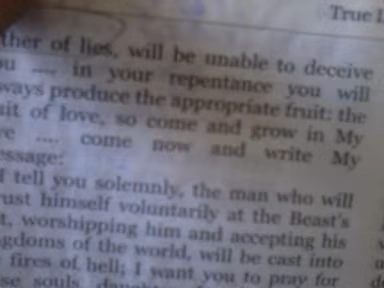 True
ther of lies, will be unable to deceive
.... in your repentance you will
ways produce the appropriate fruit: the
uit of love, so come and grow in My
.... come now and write My
essage:
tell you solemnly, the man who will
ust himself voluntarily at the Beast's
t, worshipping him and accepting his
gdoms of the world, will be cast into
fires of hell; I want you to pray for
se souls